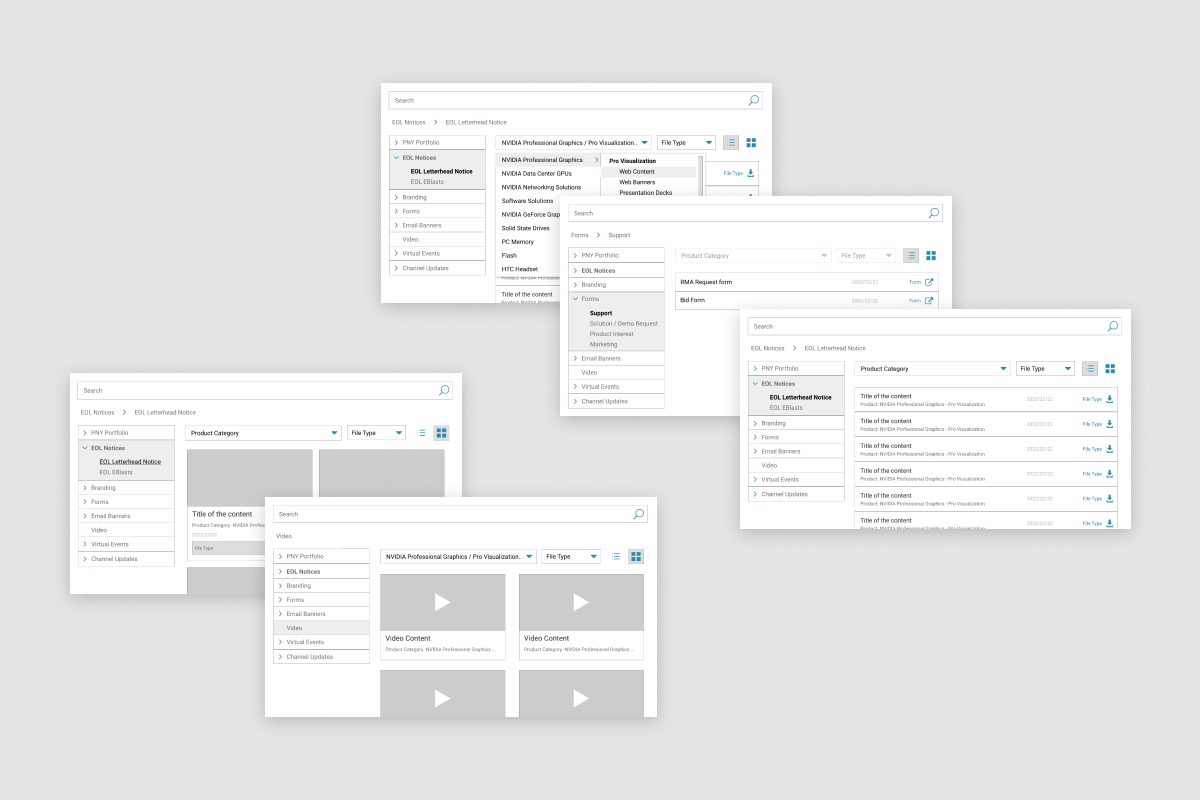 Search
EOL Notices > EOL Letterhead Notice
PNY Portfolio
EOL Notices
EOL Letterhead Notice
EOL EBlasts
Branding
Forms
Email Banners
Video
Virtual Events
Channel Updates
NVIDIA Professional Graphics / Pro Visualization..
File Type
NVIDIA Professional Graphics
NVIDIA Data Center GPUs
NVIDIA Networking Solutions
Software Solutions
NVIDIA GeForce Grap
Solid State Drives
PC Memory
Flash
HTC Headset
Pro Visualization
Web Content
Web Banners
Presentation Decks
File Type
Title of the content
Search
Forms > Support
PNY Portfolio
EOL Notices
Branding
Forms
Support
Solution / Demo Request
Product Interest
Marketing
Email Banners
Video
Virtual Events
Channel Updates
Product Category
File Type
RMA Request form 2022/22/22 Form
Bid Form 2022/22/22 Form
Search
EOL Notices > EOL Letterhead Notice
PNY Portfolio
EOL Notices
EOL Letterhead Notice
EOL EBlasts
Branding
Forms
Email Banners
Video
Virtual Events
Channel Updates
Product Category
File Type
Title of the content 2022/22/22 File Type
Product: NVIDIA Professional Graphics - Pro Visualization
Title of the content 2022/22/22 File Type
Product: NVIDIA Professional Graphics - Pro Visualization
Title of the content 2022/22/22 File Type
Product: NVIDIA Professional Graphics - Pro Visualization
Title of the content 2022/22/22 File Type
Product: NVIDIA Professional Graphics - Pro Visualization
Title of the content 2022/22/22 File Type
Product: NVIDIA Professional Graphics - Pro Visualization
Title of the content 2022/22/22 File Type
Product: NVIDIA Professional Graphics - Pro Visualization
Search
EOL Notices > EOL Letterhead Notice
PNY Portfolio
EOL Notices
EOL Letterhead Notice
EOL EBlasts
Branding
Forms
Email Banners
Video
Virtual Events
Channel Updates
Product Category
File Type
Title of the content
Product Category -NVIDIA Profes
2022/22/22
File Type
Search
Video
PNY Portfolio
EOL Notices
Branding
Forms
Email Banners
Video
Virtual Events
Channel Updates
NVIDIA Professional Graphics / Pro Visualization..
File Type
Video Content
Product Category -NVIDIA Professional Graphics ...
Video Content
Product Category -NVIDIA Professional Graphics ...